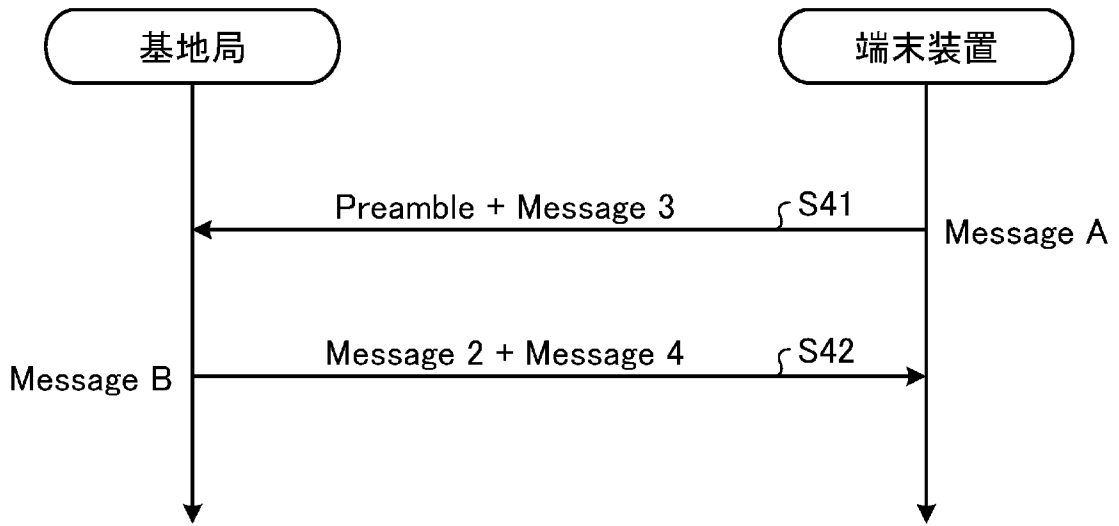 基地局
端末装置
Preamble + Message 3
S41
Message A
Message 2 + Message 4
S42
Message B